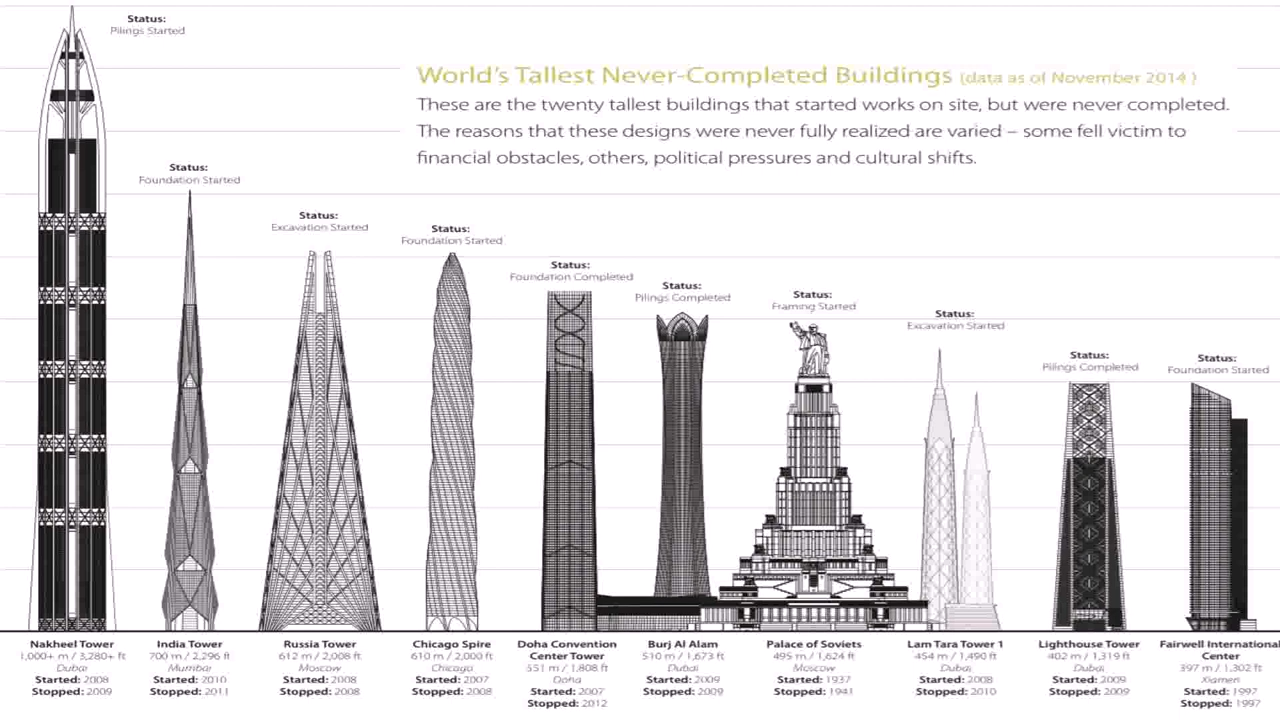 Status:
Pilings Started
World's Tallest Never-Completed Buildings (data as of November 2014 )
These are the twenty tallest buildings that started works on site, but were never completed.
The reasons that these designs were never fully realized are varied – some fell victim to
financial obstacles, others, political pressures and cultural shifts.
Status:
Foundation Started
Status:
Excavation Started
Status:
Foundation Started
Status:
Foundation Completed
Status:
Pilings Completed
Status:
Framing Started
Status:
Excavation Started
Status:
Pilings Completed
Status:
Foundation Started
Nakheel Tower
1,000+ m / 3,280+ ft
Dubai
Started: 2008
Stopped: 2009
India Tower
700 m / 2,296 ft
Mumbai
Started: 2010
Stopped: 2011
Russia Tower
612 m / 2,008 ft
Moscow
Started: 2008
Stopped: 2008
Chicago Spire
610 m / 2,000 ft
Chicago
Started: 2007
Stopped: 2008
Doha Convention
Center Tower
551 m / 1,808 ft
Doha
Started: 2007
Stopped: 2012
Burj Al Alam
510 m / 1,673 ft
Dubai
Started: 2009
Stopped: 2009
Palace of Soviets
495 m / 1,624 ft
Moscow
Started: 1937
Stopped: 1941
Lam Tara Tower 1
454 m / 1,490 ft
Dubai
Started: 2008
Stopped: 2010
Lighthouse Tower
402 m / 1,319 ft
Dubai
Started: 2009
Stopped: 2009
Fairwell International
Center
397 m / 1,302 ft
Xiamen
Started: 1997
Stopped: 1997